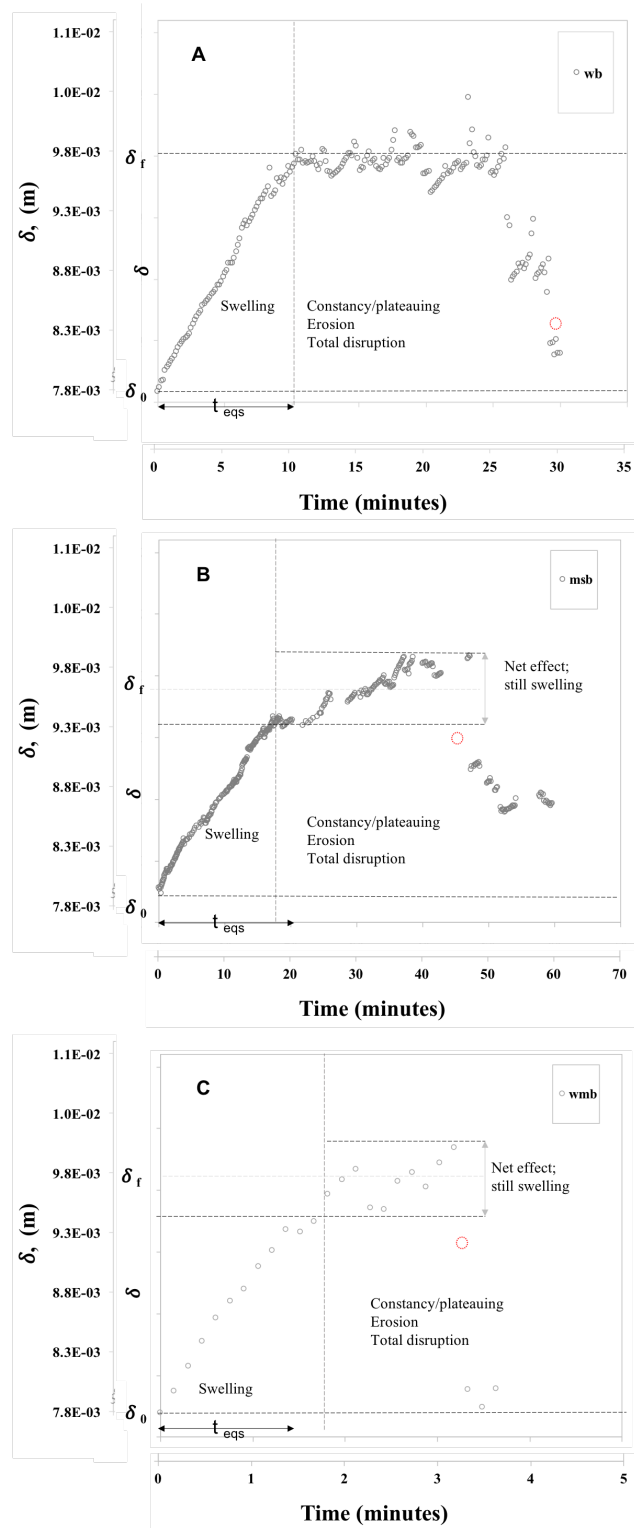 1.1E-02
A
wb
1.0E-02
9.8E-03
δ f
δ, (m)
9.3E-03
8.8E-03
δ
Swelling
Constancy/plateauing
Erosion
Total disruption
8.3E-03
7.8E-03
δ 0
t eqs
0 5 10 15 20 25 30 35
Time (minutes)
1.1E-02
B
msb
1.0E-02
9.8E-03
Net effect;
still swelling
δ f
δ, (m)
9.3E-03
8.8E-03
δ
Swelling
Constancy/plateauing
Erosion
Total disruption
8.3E-03
7.8E-03
δ 0
t eqs
0 10 20 30 40 50 60 70
Time (minutes)
1.1E-02
C
wmb
1.0E-02
9.8E-03
δ f
Net effect;
still swelling
δ, (m)
9.3E-03
8.8E-03
δ
Constancy/plateauing
Erosion
Total disruption
8.3E-03
Swelling
7.8E-03
δ 0
t eqs
0 1 2 3 4 5
Time (minutes)